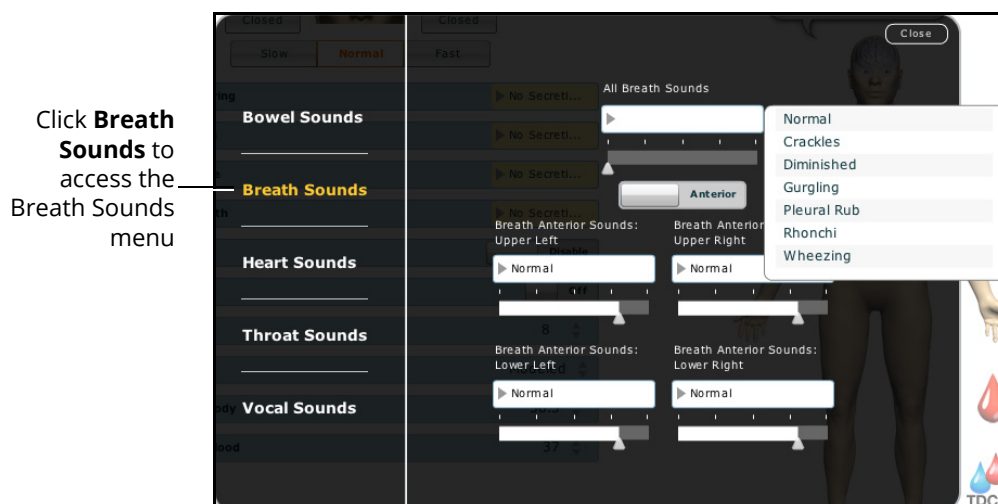 Click Breath
Sounds to
access the
Breath Sounds
menu
Closed
Closed
Slow
Normal
Fast
Close
No Secreti...
No Secreti...
No Secreti...
No Secreti...
Disable
Off
8
37
Bowel Sounds
Breath Sounds
Heart Sounds
Throat Sounds
Vocal Sounds
All Breath Sounds
Anterior
Normal
Crackles
Diminished
Gurgling
Pleural Rub
Rhonchi
Wheezing
Breath Anterior Sounds:
Upper Left
Normal
Breath Anterior
Upper Right
Normal
Breath Anterior Sounds:
Lower Left
Normal
Breath Anterior Sounds:
Lower Right
Normal
TDC